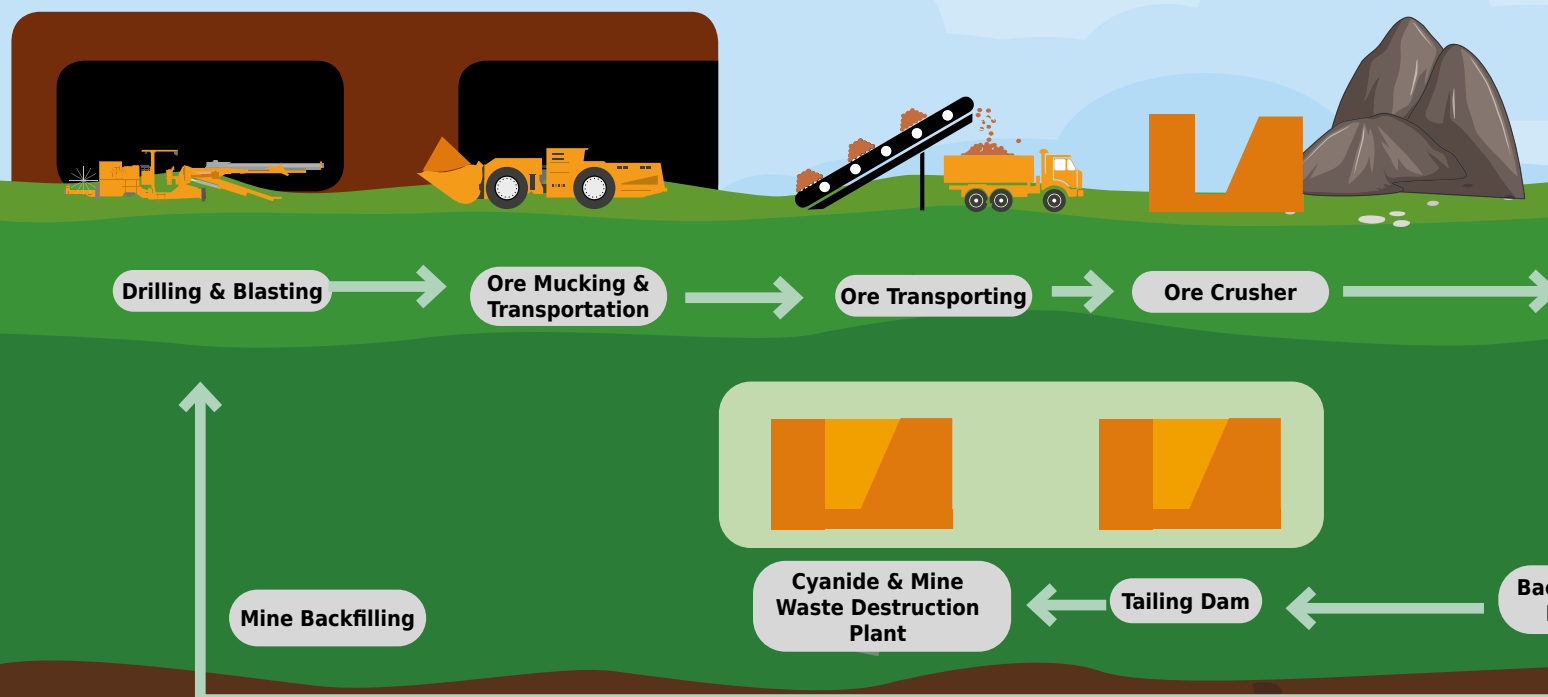 Drilling & Blasting
Ore Mucking &
Transportation
Ore Transporting
Ore Crusher
Cyanide & Mine
Waste Destruction
Plant
Tailing Dam
Mine Backfilling